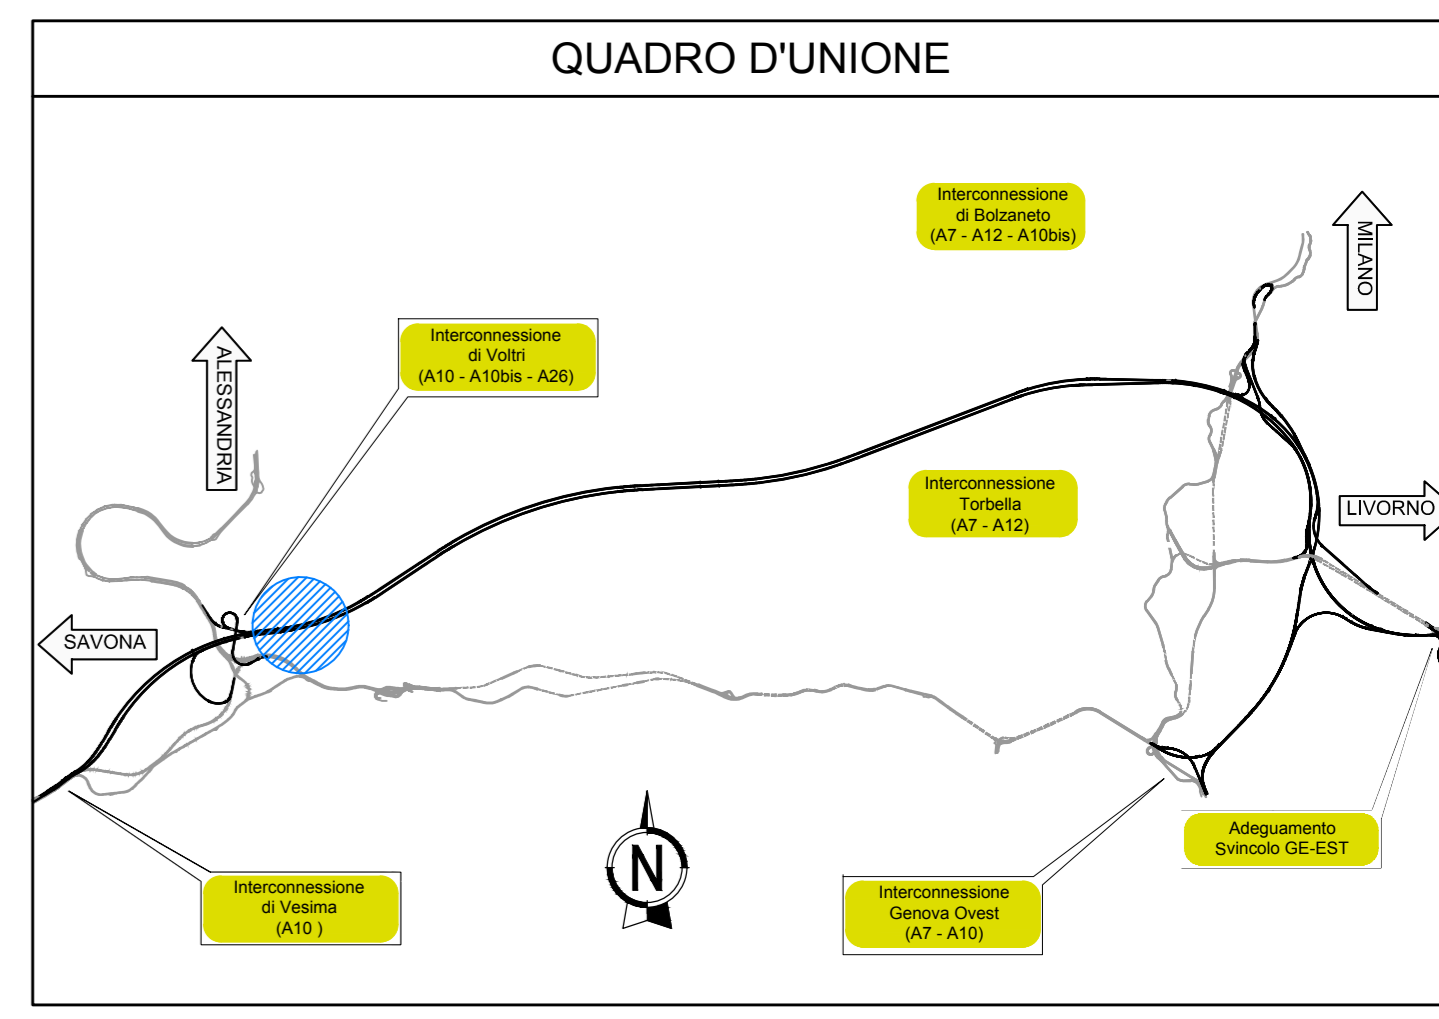 QUADRO D'UNIONE
Interconnessione
di Bolzaneto
(A7 - A12 - A10bis)
MILANO
Interconnessione
di Voltri
(A10 - A10bis - A26)
ALESSANDRIA
Interconnessione
Torbella
(A7 - A12)
LIVORNO
SAVONA
Adeguamento
Svincolo GE-EST
Interconnessione
di Vesima
(A10 )
N
Interconnessione
Genova Ovest
(A7 - A10)